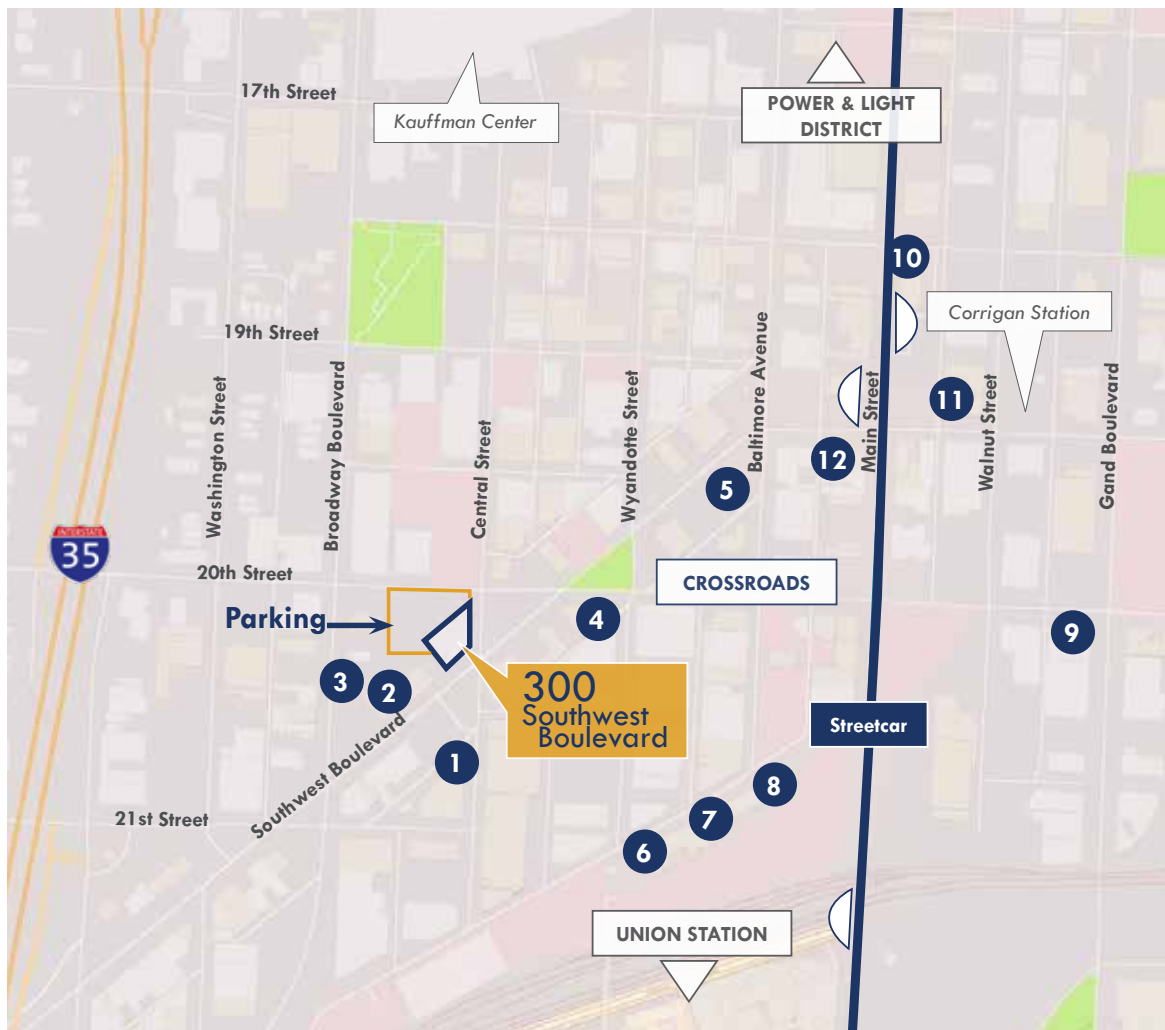 17th Street
Kauffman Center
POWER & LIGHT
DISTRICT
10
19th Street
Corrigan Station
Washington Street
Broadway Boulevard
Central Street
Wyandotte Street
Baltimore Avenue
Main Street
11
Walnut Street
Gand Boulevard
12
5
INTERSTATE
35
20th Street
CROSSROADS
Parking
4
9
3
2
300
Southwest
Boulevard
Streetcar
1
Southwest Boulevard
8
21st Street
7
6
UNION STATION